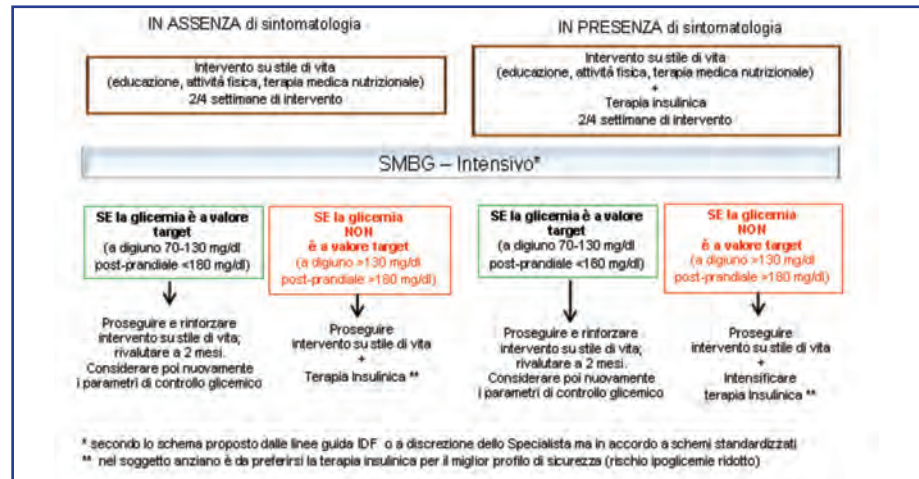 IN ASSENZA di sintomatologia
Intervento su stile di vita
(educazione, attività fisica, terapia medica nutrizionale)
2/4 settimane di intervento
IN PRESENZA di sintomatologia
Intervento su stile di vita
(educazione, attività fisica, terapia medica nutrizionale)
+
Terapia insulinica
2/4 settimane di intervento
SMBG – Intensivo*
SE la glicemia è a valore
target
(a digiuno 70-130 mg/dl
post-prandiale <180 mg/dl)
Proseguire e rinforzare
intervento su stile di vita;
rivalutare a 2 mesi.
Considerare poi nuovamente
i parametri di controllo glicemico
SE la glicemia
NON
è a valore target
(a digiuno >130 mg/dl
post-prandiale >180 mg/dl)
Proseguire
intervento su stile di vita
+
Terapia Insulinica **
SE la glicemia è a valore
target
(a digiuno 70-130 mg/dl
post-prandiale <180 mg/dl)
Proseguire e rinforzare
intervento su stile di vita;
rivalutare a 2 mesi.
Considerare poi nuovamente
i parametri di controllo glicemico
SE la glicemia
NON
è a valore target
(a digiuno >130 mg/dl
post-prandiale >180 mg/dl)
Proseguire
intervento su stile di vita
+
Intensificare
terapia Insulinica **
* secondo lo schema proposto dalle linee guida IDF o a discrezione dello Specialista ma in accordo a schemi standardizzati
** nel soggetto anziano è da preferirsi la terapia insulinica per il miglior profilo di sicurezza (rischio ipoglicemie ridotto)